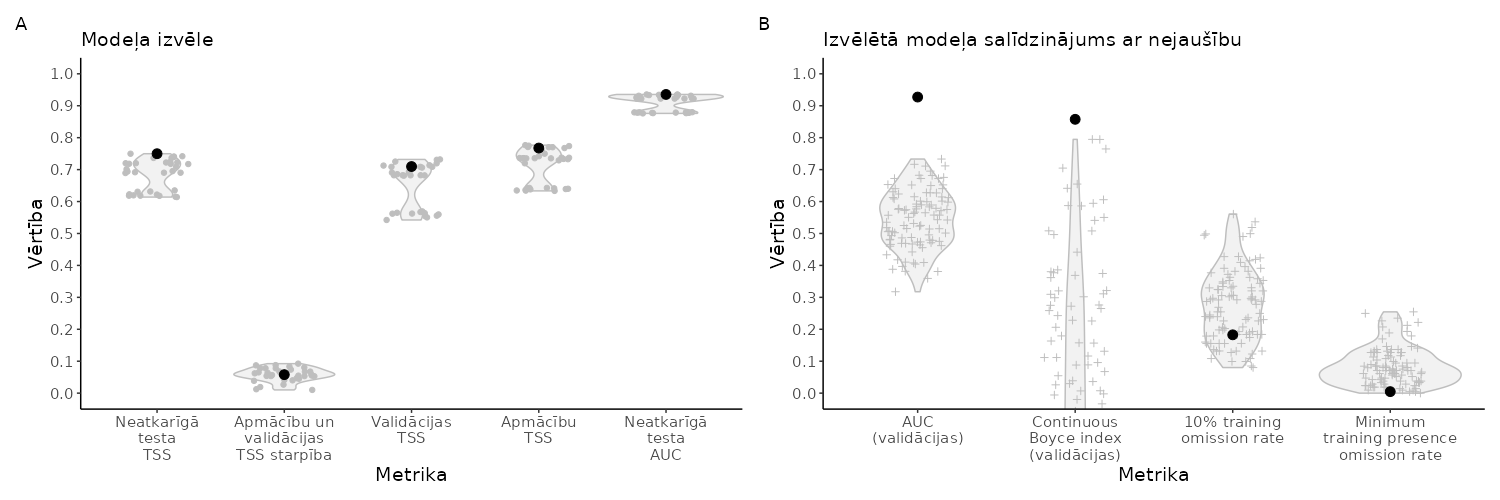 A
Modeļa izvēle
Vērtība
1.0
0.9
0.8
0.7
0.6
0.5
0.4
0.3
0.2
0.1
0.0
Neatkarīgā
testa
TSS
Apmācību un
validācijas
TSS starpība
Validācijas
TSS
Apmācību
TSS
Neatkarīgā
testa
AUC
Metrika
B
Izvēlētā modeļa salīdzinājums ar nejaušību
Vērtība
1.0
0.9
0.8
0.7
0.6
0.5
0.4
0.3
0.2
0.1
0.0
AUC
(validācijas)
Continuous
Boyce index
(validācijas)
10% training
omission rate
Minimum
training presence
omission rate
Metrika